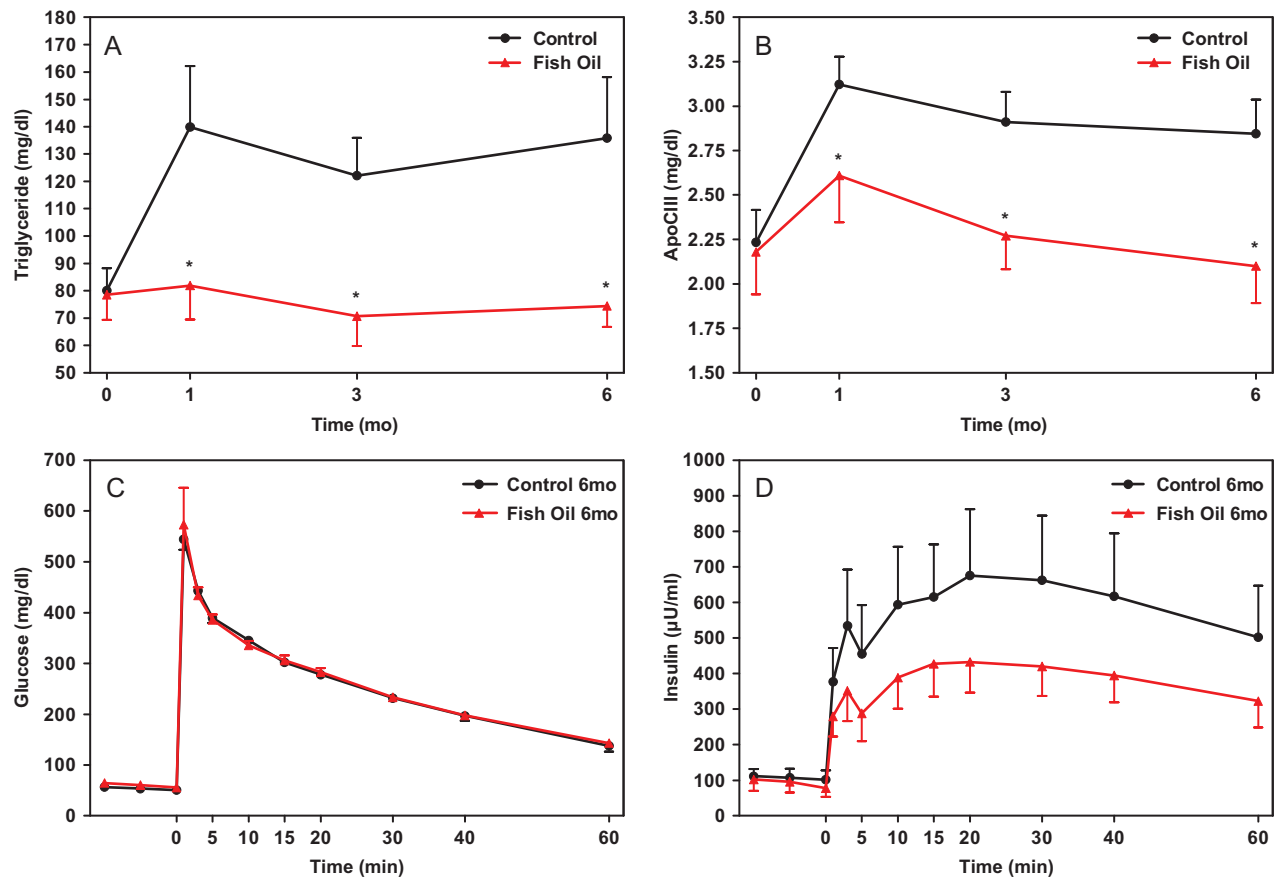 A
Control
Fish Oil
Triglyceride (mg/dl)
180
170
160
150
140
130
120
110
100
90
80
70
60
50
*
*
*
0 1 3 6
Time (mo)
B
Control
Fish Oil
ApoCIII (mg/dl)
3.50
3.25
3.00
2.75
2.50
2.25
2.00
1.75
1.50
*
*
*
0 1 3 6
Time (mo)
C
Control 6mo
Fish Oil 6mo
Glucose (mg/dl)
700
600
500
400
300
200
100
0
0 5 10 15 20 30 40 60
Time (min)
D
Control 6mo
Fish Oil 6mo
Insulin (µU/ml)
1000
900
800
700
600
500
400
300
200
100
0
0 5 10 15 20 30 40 60
Time (min)